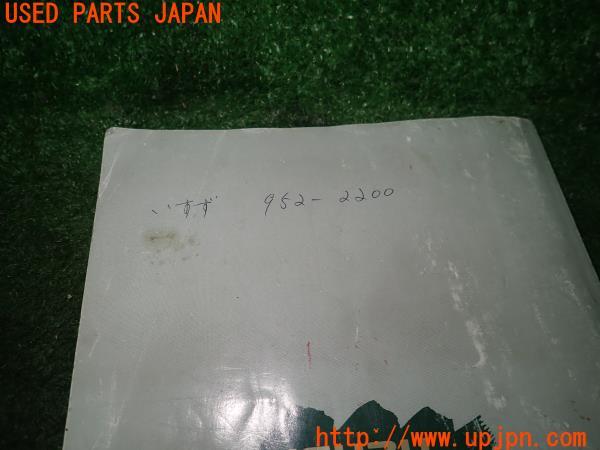 USED PARTS JAPAN
いすず 952-2200
http://www.upjpn.com